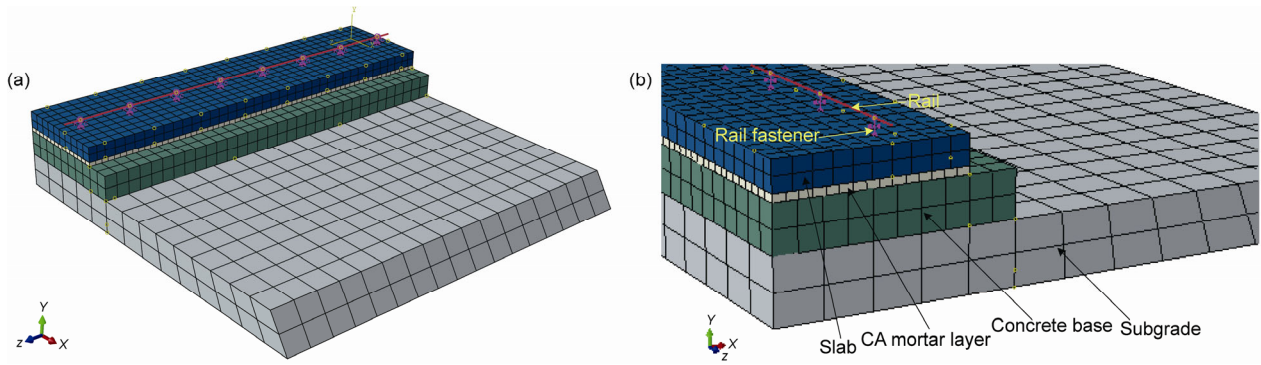 (a)
Y
z
X
(b)
Rail
Rail fastener
Slab
CA mortar layer
Concrete base
Subgrade
Y
X
z